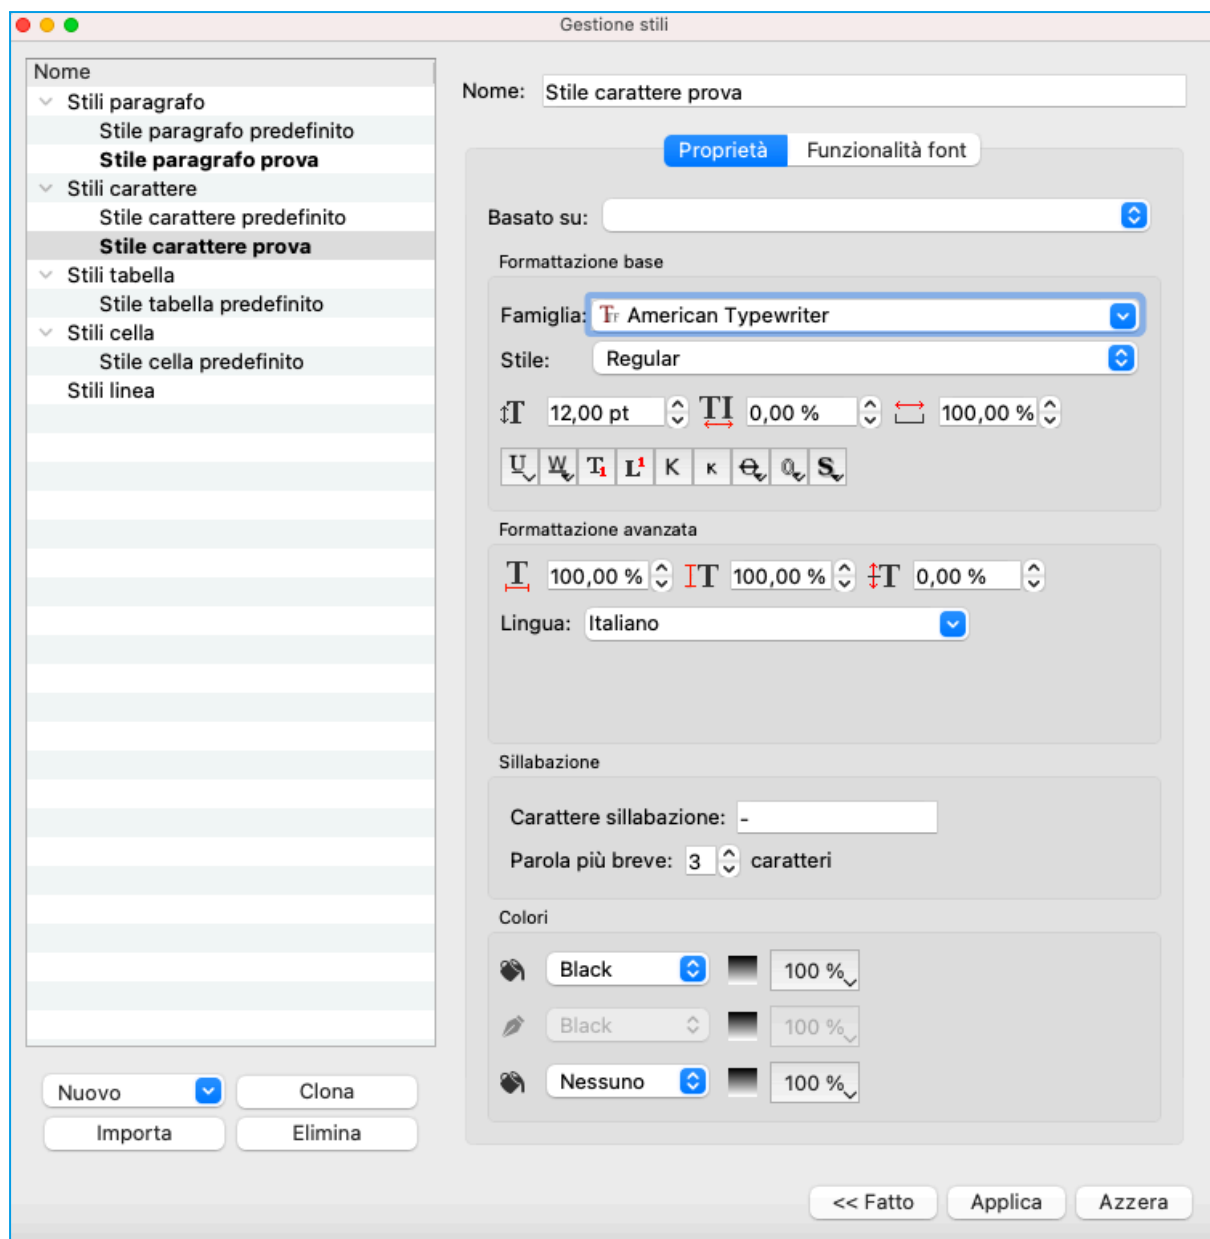 Gestione stili
Nome
Stili paragrafo
Stile paragrafo predefinito
Stile paragrafo prova
Stili carattere
Stile carattere predefinito
Stile carattere prova
Stili tabella
Stile tabella predefinito
Stili cella
Stile cella predefinito
Stili linea
Nuovo Clona
Importa Elimina
Nome: Stile carattere prova
Proprietà Funzionalità font
Basato su:
Formattazione base
Famiglia: American Typewriter
Stile: Regular
12,00 pt 0,00 % 100,00 %
Formattazione avanzata
100,00 % 100,00 % 0,00 %
Lingua: Italiano
Sillabazione
Carattere sillabazione: -
Parola più breve: 3 caratteri
Colori
Black 100 %
Black 100 %
Nessuno 100 %
<< Fatto Applica Azzera